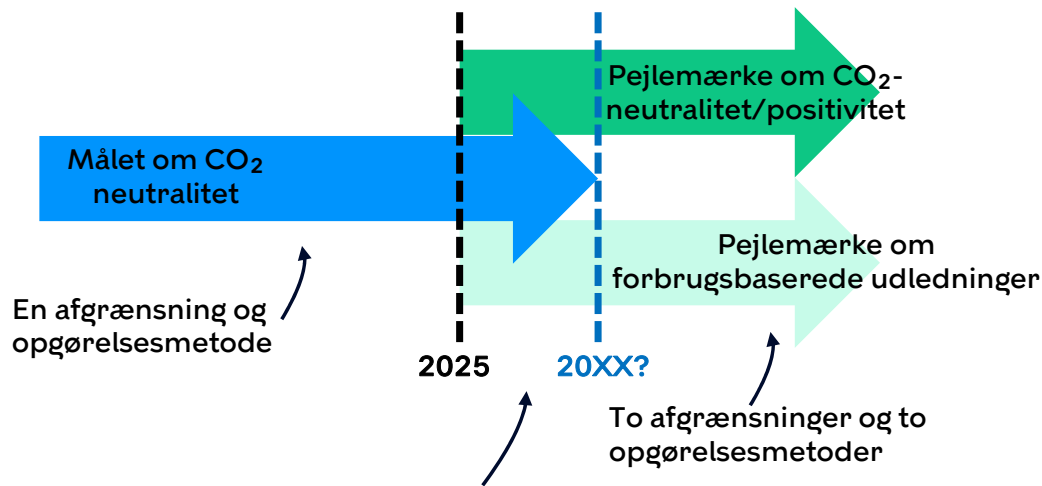 Pejlemærke om CO₂-
neutralitet/positivitet
Målet om CO₂
neutralitet
Pejlemærke om
forbrugsbaserede udledninger
En afgrænsning og
opgørelsesmetode
2025
20XX?
To afgrænsninger og to
opgørelsesmetoder